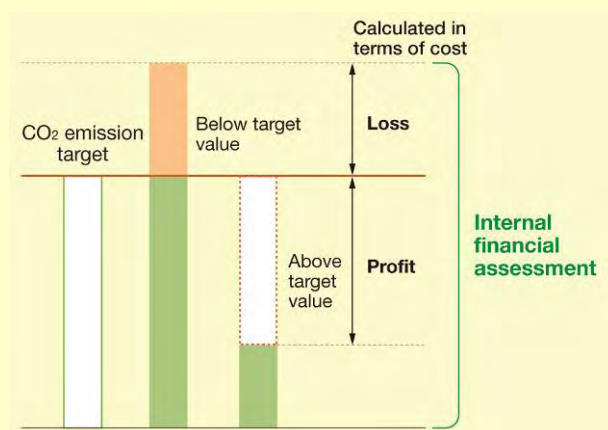 Calculated in
terms of cost
CO₂ emission
target
Below target
value
Loss
Above
target
value
Profit
Internal
financial
assessment